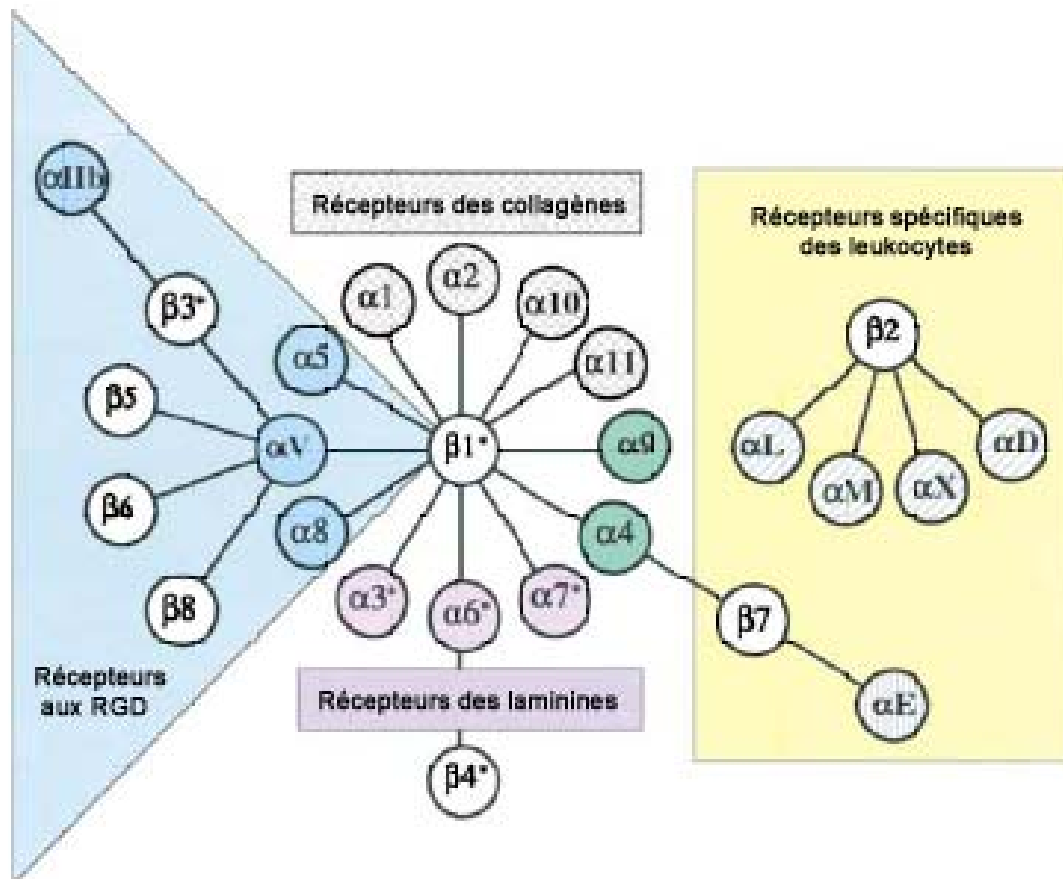 αIIb
Récepteurs des collagènes
Récepteurs spécifiques
des leukocytes
β3*
α1
α2
α10
α5
α11
β2
β5
αV
β1*
α9
αL
αM
αX
αD
β6
α8
α4
β8
α3*
α6*
α7*
β7
Récepteurs
aux RGD
Récepteurs des laminines
αE
β4*